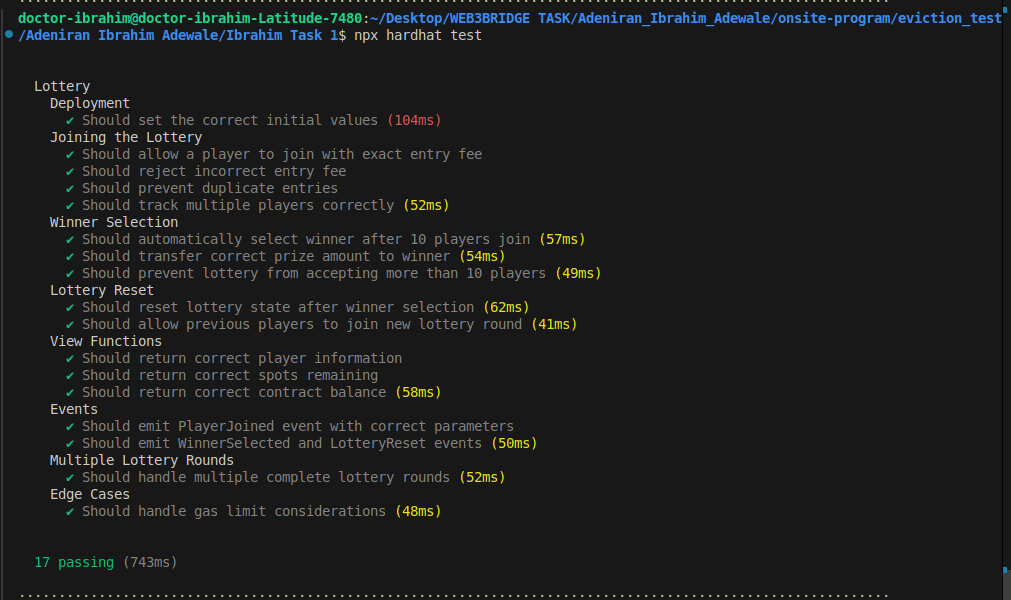 doctor-ibrahim@doctor-ibrahim-Latitude-7480:~/Desktop/WEB3BRIDGE TASK/Adeniran_Ibrahim_Adewale/onsite-program/eviction_test
/Adeniran Ibrahim Adewale/Ibrahim Task 1$ npx hardhat test
Lottery
Deployment
✔ Should set the correct initial values (104ms)
Joining the Lottery
✔ Should allow a player to join with exact entry fee
✔ Should reject incorrect entry fee
✔ Should prevent duplicate entries
✔ Should track multiple players correctly (52ms)
Winner Selection
✔ Should automatically select winner after 10 players join (57ms)
✔ Should transfer correct prize amount to winner (54ms)
✔ Should prevent lottery from accepting more than 10 players (49ms)
Lottery Reset
✔ Should reset lottery state after winner selection (62ms)
✔ Should allow previous players to join new lottery round (41ms)
View Functions
✔ Should return correct player information
✔ Should return correct spots remaining
✔ Should return correct contract balance (58ms)
Events
✔ Should emit PlayerJoined event with correct parameters
✔ Should emit WinnerSelected and LotteryReset events (50ms)
Multiple Lottery Rounds
✔ Should handle multiple complete lottery rounds (52ms)
Edge Cases
✔ Should handle gas limit considerations (48ms)
17 passing (743ms)